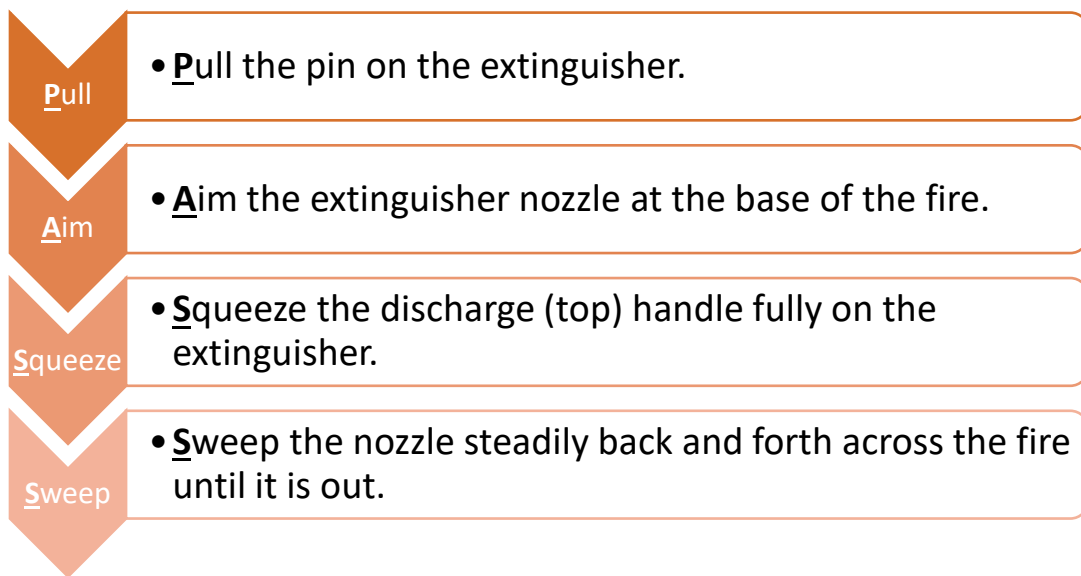 Pull
• Pull the pin on the extinguisher.
Aim
• Aim the extinguisher nozzle at the base of the fire.
Squeeze
• Squeeze the discharge (top) handle fully on the
extinguisher.
Sweep
• Sweep the nozzle steadily back and forth across the fire
until it is out.